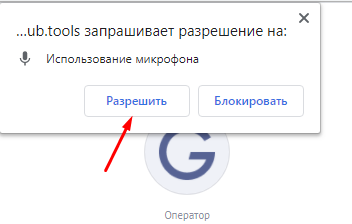 ...ub.tools запрашивает разрешение на:
Использование микрофона
Разрешить Блокировать
G
Оператор